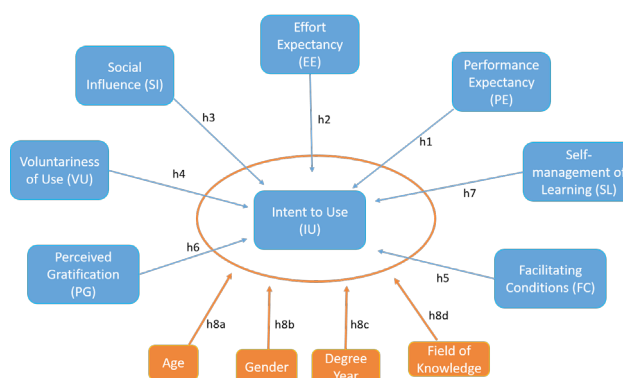 Effort
Expectancy
(EE)
Social
Influence (SI)
Performance
Expectancy
(PE)
h3
h2
h1
Voluntariness
of Use (VU)
h4
Self-
management of
Learning (SL)
h7
Intent to Use
(IU)
Perceived
Gratification
(PG)
h6
h5
Facilitating
Conditions (FC)
h8a
h8b
h8c
h8d
Age
Gender
Degree
Year
Field of
Knowledge